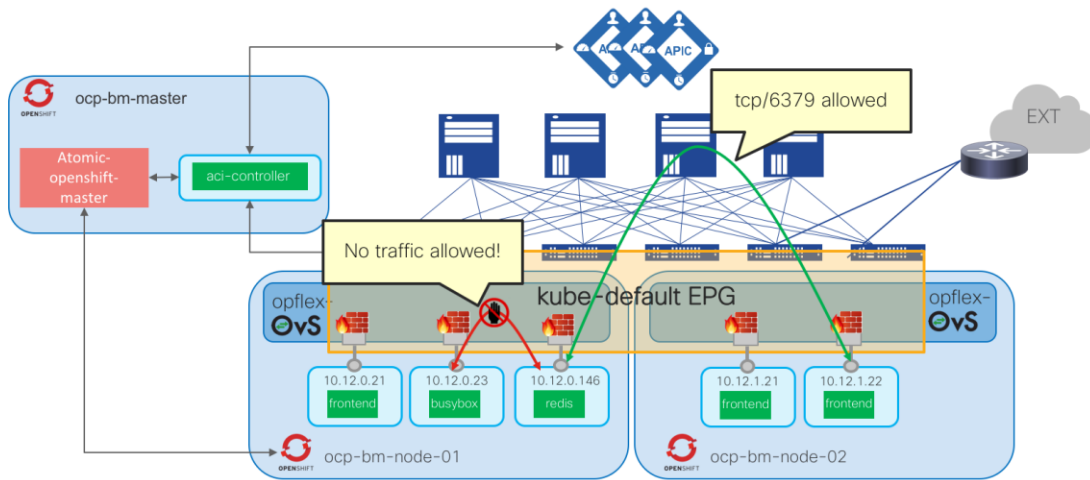 APIC
tcp/6379 allowed
EXT
OPENSHIFT
ocp-bm-master
Atomic-
openshift-
master
aci-controller
No traffic allowed!
kube-default EPG
opflex-
OvS
opflex-
OvS
10.12.0.21
frontend
10.12.0.23
busybox
10.12.0.146
redis
10.12.1.21
frontend
10.12.1.22
frontend
OPENSHIFT
ocp-bm-node-01
OPENSHIFT
ocp-bm-node-02